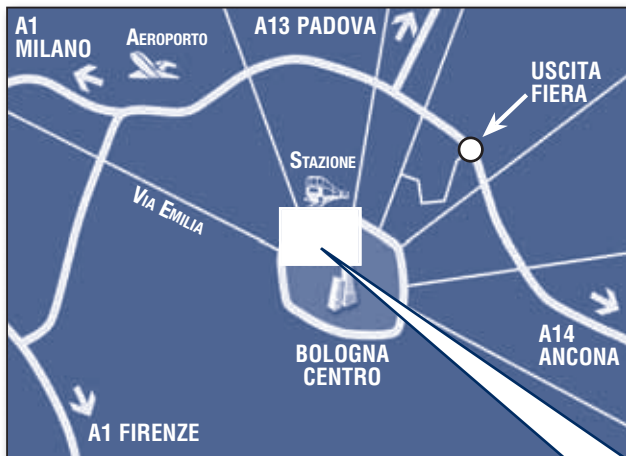 A1
MILANO
AEROPORTO
A13 PADOVA
USCITA
FIERA
STAZIONE
VIA EMILIA
BOLOGNA
CENTRO
A14
ANCONA
A1 FIRENZE